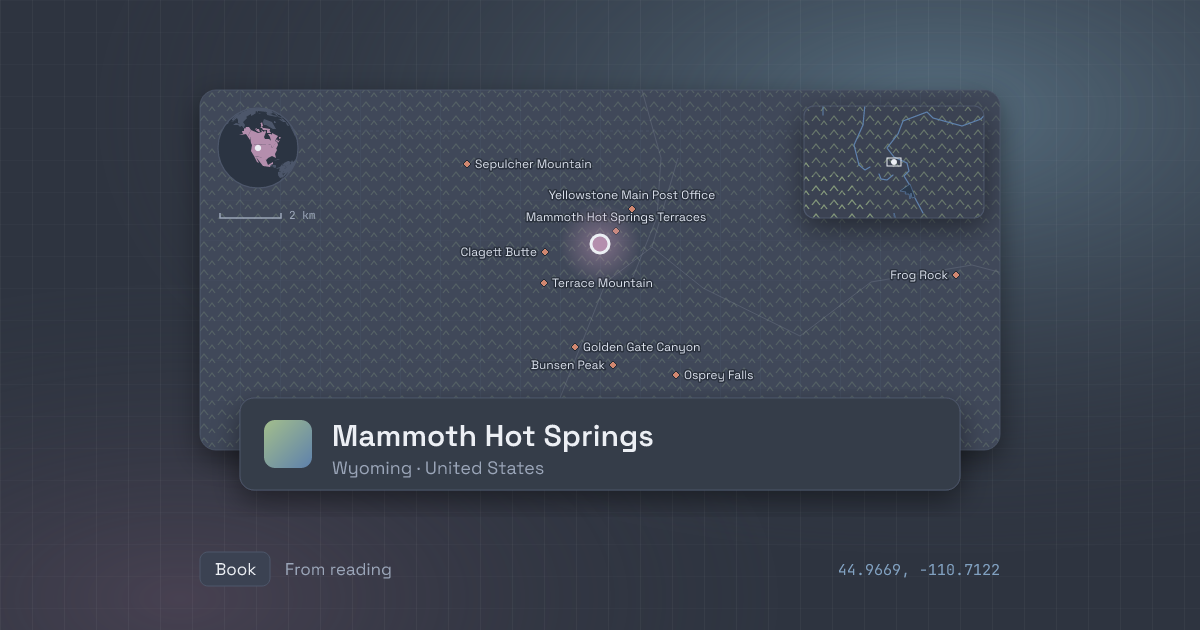 Sepulcher Mountain
Yellowstone Main Post Office
2 km
Mammoth Hot Springs Terraces
Clagett Butte
Frog Rock
Terrace Mountain
Golden Gate Canyon
Bunsen Peak
Osprey Falls
Mammoth Hot Springs
Wyoming · United States
Book
From reading
44.9669, -110.7122